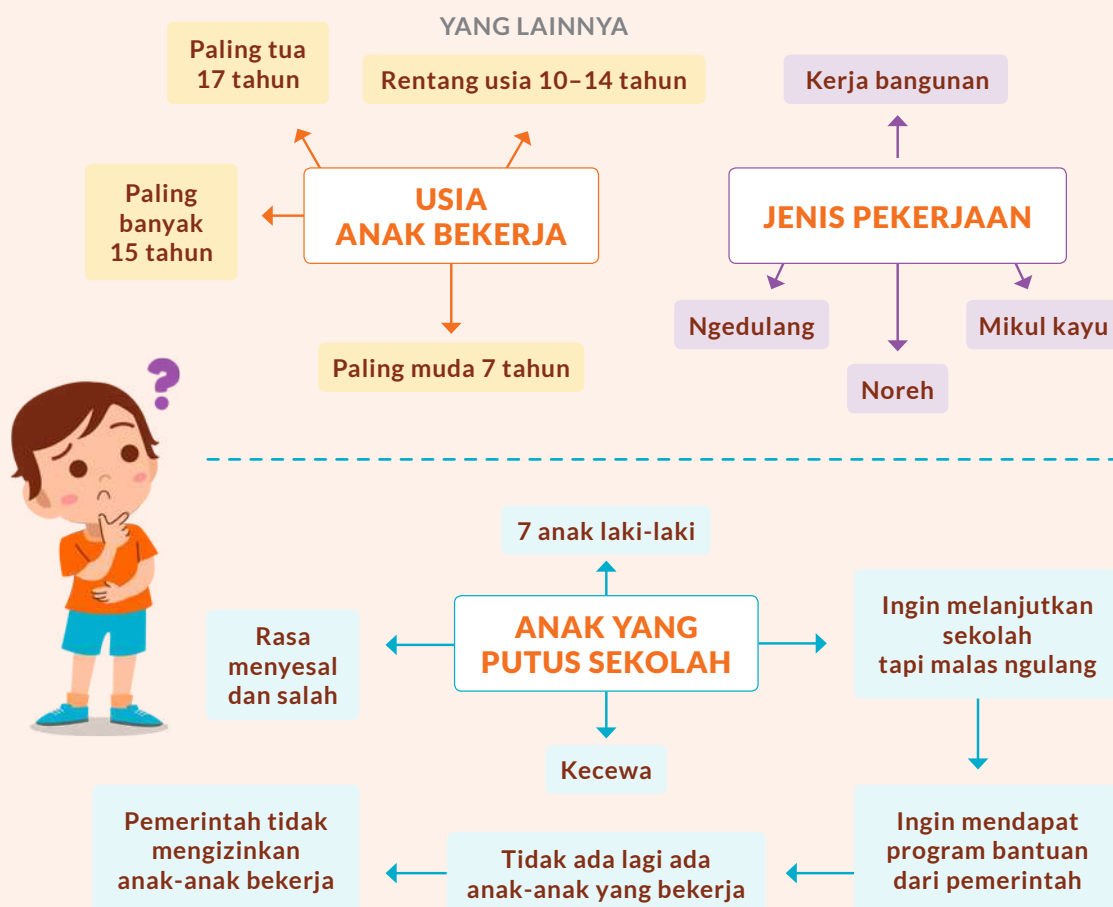 YANG LAINNYA
Paling tua
17 tahun
Rentang usia 10–14 tahun
Paling
banyak
15 tahun
USIA
ANAK BEKERJA
Paling muda 7 tahun
Kerja bangunan
JENIS PEKERJAAN
Ngedulang
Mikul kayu
Noreh
7 anak laki-laki
Rasa
menyesal
dan salah
ANAK YANG
PUTUS SEKOLAH
Ingin melanjutkan
sekolah
tapi malas ngulang
Kecewa
Pemerintah tidak
mengizinkan
anak-anak bekerja
Tidak ada lagi ada
anak-anak yang bekerja
Ingin mendapat
program bantuan
dari pemerintah